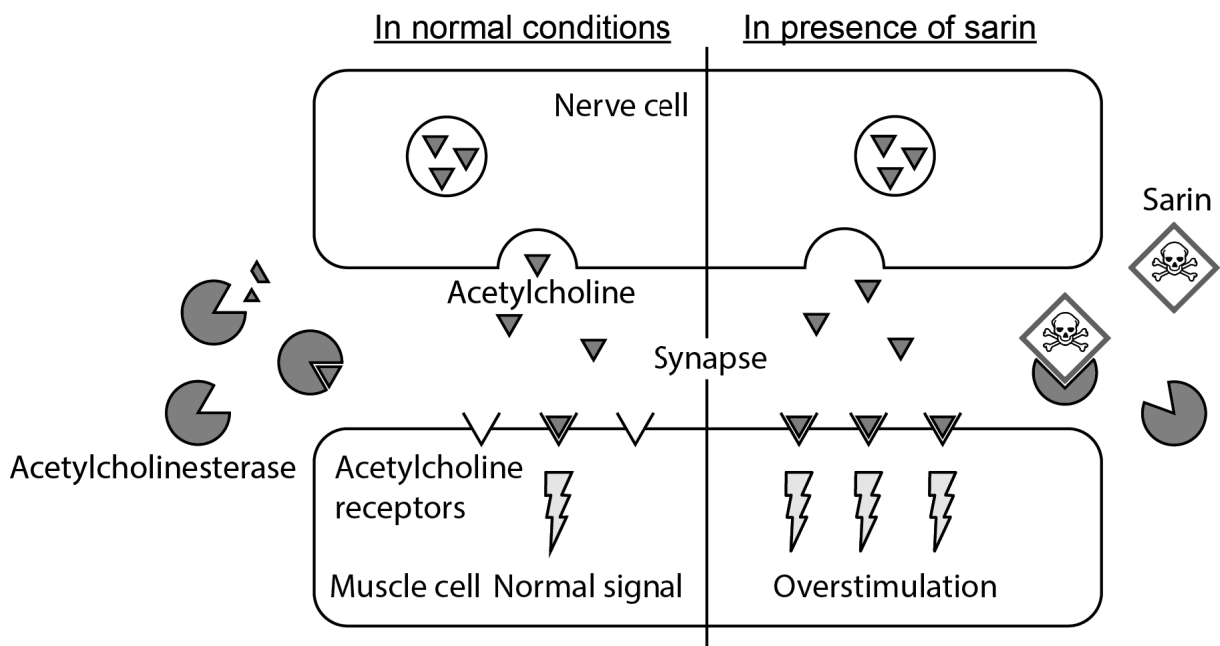 In normal conditions
In presence of sarin
Nerve cell
Sarin
Acetylcholine
Synapse
Acetylcholinesterase
Acetylcholine
receptors
Muscle cell
Normal signal
Overstimulation